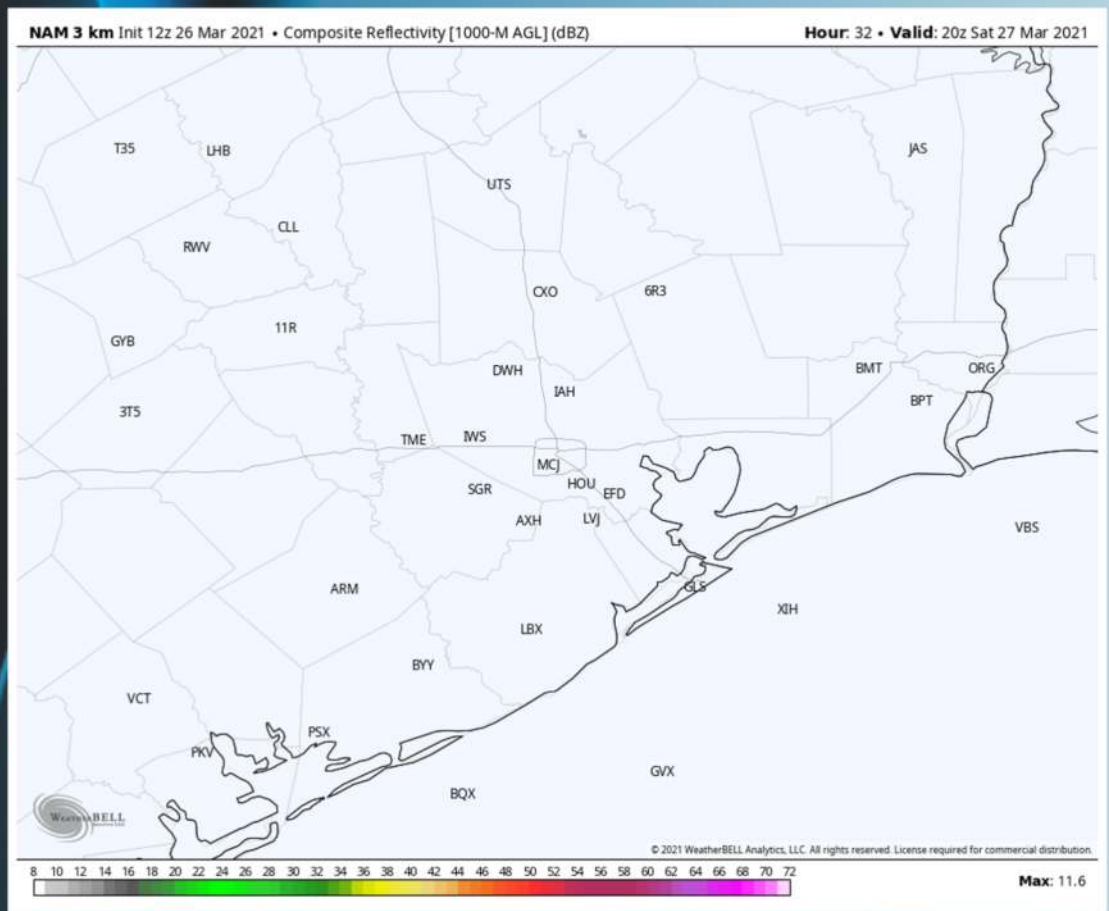 NAM 3 km Init 12z 26 Mar 2021 • Composite Reflectivity [1000-M AGL] (dBZ) Hour: 32 • Valid: 20z Sat 27 Mar 2021
T35 LHB JAS
UTS
CLL
RWV
CXO 6R3
11R
GYB
DWH BMT ORG
IAH
BPT
3T5
TME IWS
MCJ
HOU
SGR EFD
AXH LVJ
VBS
ARM GLS
XIH
LBX
BYY
VCT
PSX
PKV
GVX
BQX
WEATHERBELL
© 2021 WeatherBELL Analytics, LLC. All rights reserved. License required for commercial distribution.
8 10 12 14 16 17 18 20 22 24 26 28 30 32 34 35 36 38 40 42 44 46 48 50 52 54 56 58 60 62 64 66 68 70 72
Max: 11.6